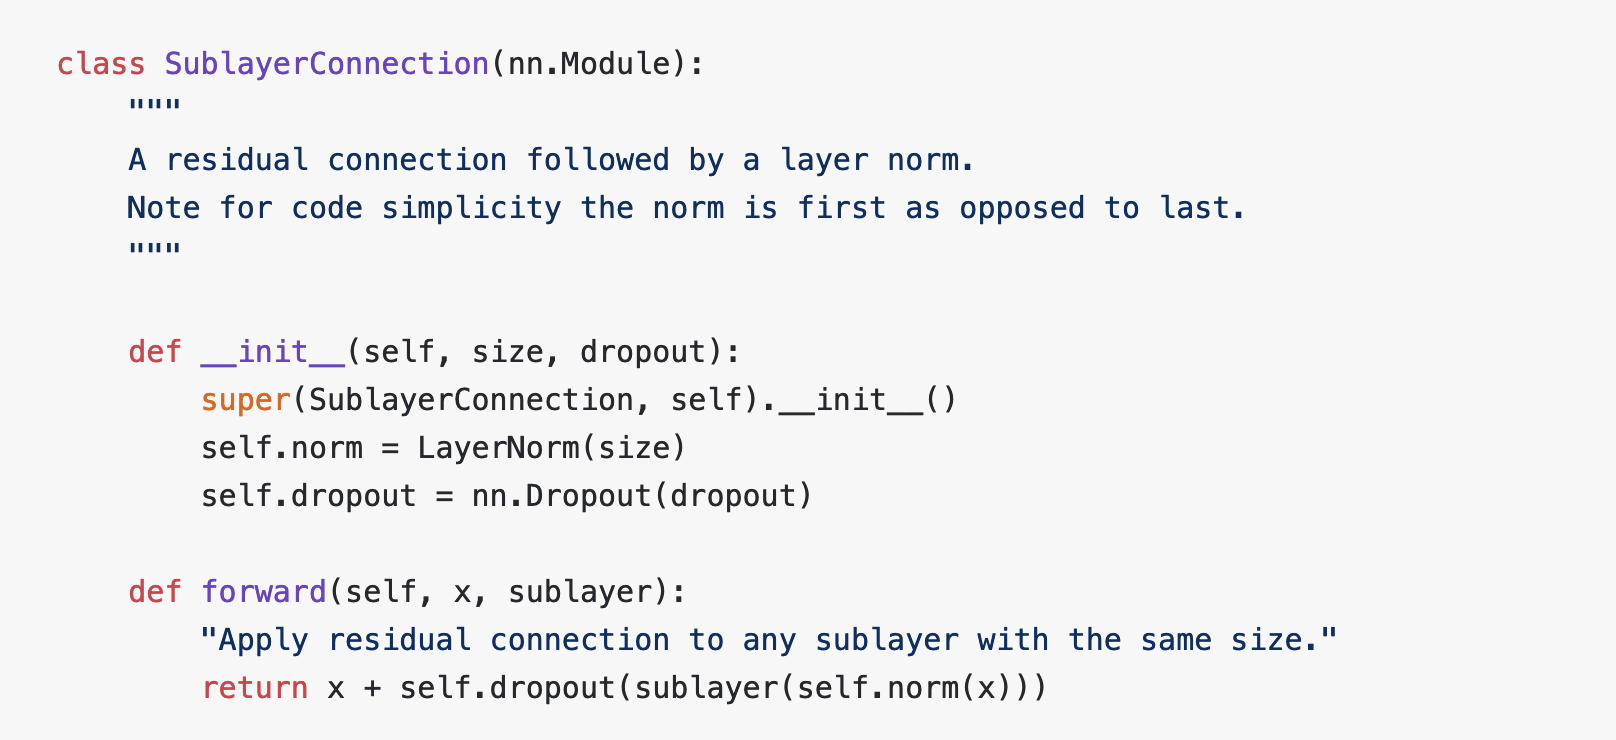 class SublayerConnection(nn.Module):
    """
    A residual connection followed by a layer norm.
    Note for code simplicity the norm is first as opposed to last.
    """
    def __init__(self, size, dropout):
        super(SublayerConnection, self).__init__()
        self.norm = LayerNorm(size)
        self.dropout = nn.Dropout(dropout)
    def forward(self, x, sublayer):
        "Apply residual connection to any sublayer with the same size."
        return x + self.dropout(sublayer(self.norm(x)))